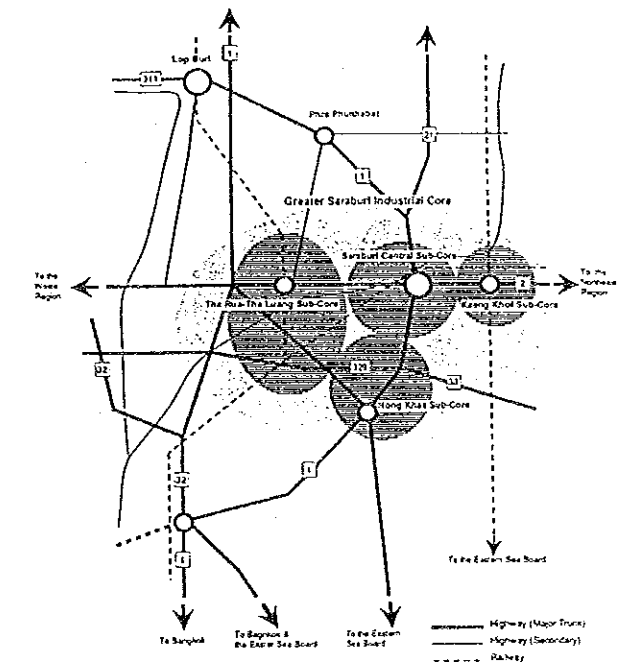 Lop Buri
1
311
Phra Phutthabat
21
1
Greater Saraburi Industrial Core
Saraburi Central Sub-Core
To the
Region
2
To the
Northeast
Region
The Rua-Tha Luang Sub-Core
Kaeng Khoi Sub-Core
32
329
33
Nong Khae Sub-Core
32
1
1
To the Eastern Sea Board
To Bangkok
To Bangkok &
the Easter Sea Board
To the Eastern
Sea Board
Highway (Major Trunk)
Highway (Secondary)
Railway